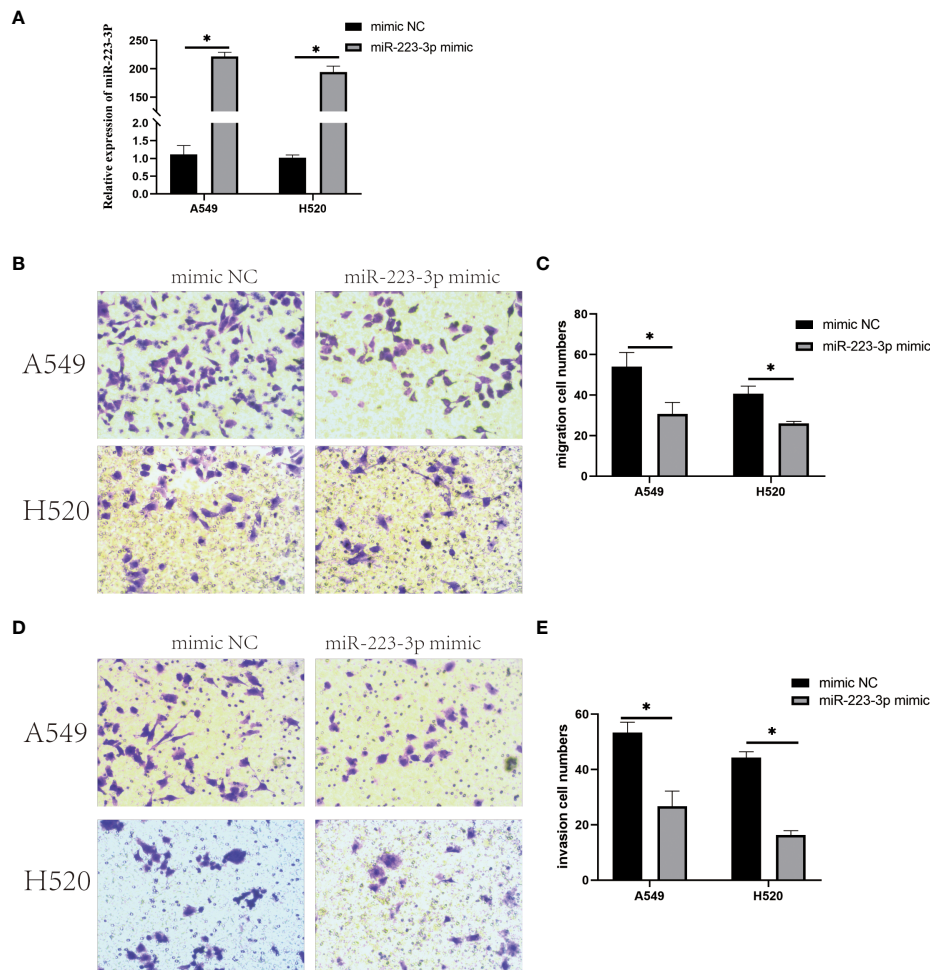 A
mimic NC
miR-223-3p mimic
Relative expression of miR-223-3P
250
200
150
100
2.0
1.5
1.0
0.5
0.0
*
*
A549
H520
B
mimic NC
miR-223-3p mimic
A549
H520
C
mimic NC
miR-223-3p mimic
migration cell numbers
80
60
40
20
0
*
*
A549
H520
D
mimic NC
miR-223-3p mimic
A549
H520
E
mimic NC
miR-223-3p mimic
invasion cell numbers
60
40
20
0
*
*
A549
H520